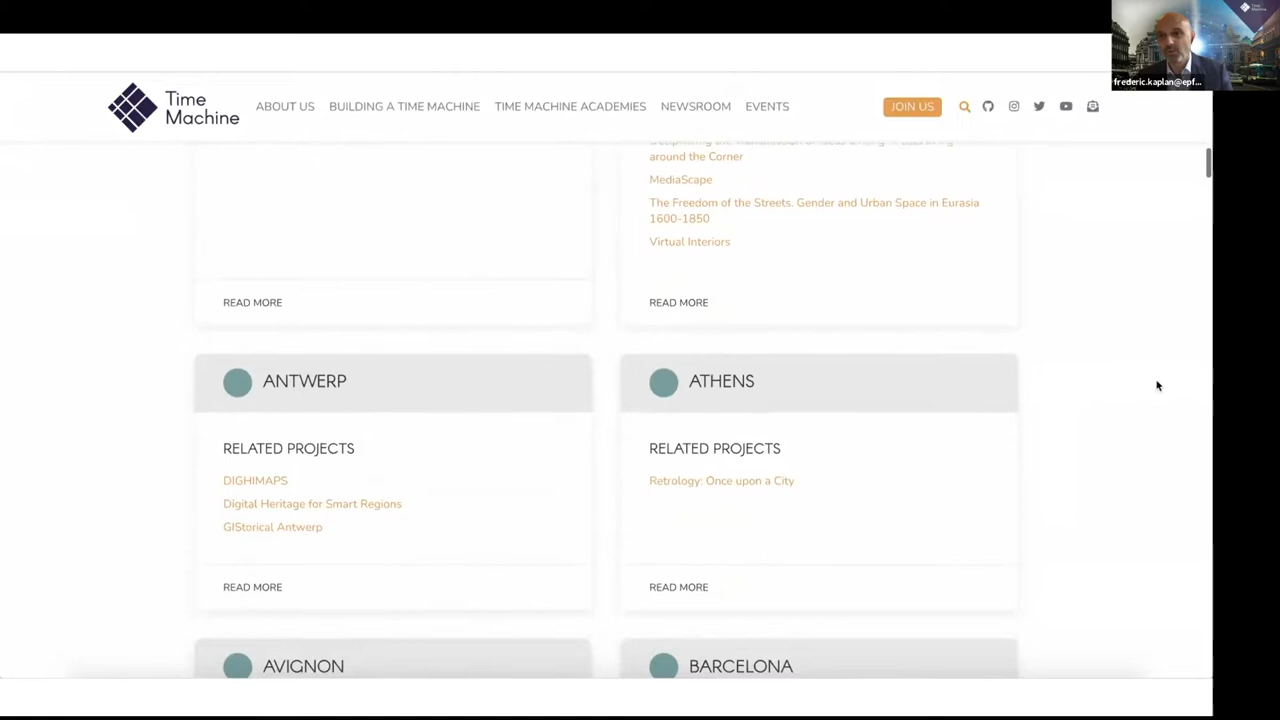 Time
Machine
frederic.kaplan@epf...
Time
Machine
ABOUT US BUILDING A TIME MACHINE TIME MACHINE ACADEMIES NEWSROOM EVENTS JOIN US
around the Corner
MediaScape
The Freedom of the Streets. Gender and Urban Space in Eurasia
1600-1850
Virtual Interiors
READ MORE
READ MORE
ANTWERP
RELATED PROJECTS
DIGHIMAPS
Digital Heritage for Smart Regions
GIStorical Antwerp
READ MORE
ATHENS
RELATED PROJECTS
Retrology: Once upon a City
READ MORE
AVIGNON
BARCELONA